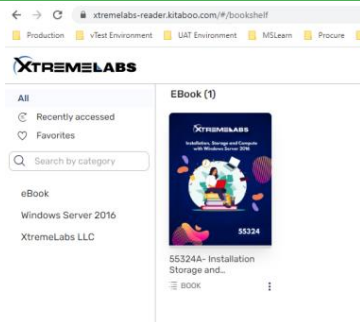 xtremelabs-reader.kitaboo.com/#/bookshelf
Production vTest Environment UAT Environment MSLearn Procure
XTREMELABS
All
Recently accessed
Favorites
Search by category
eBook
Windows Server 2016
XtremeLabs LLC
EBook (1)
XTREMELABS
Installation, Storage and Compute
with Windows Server 2016
55324
55324A- Installation
Storage and...
BOOK